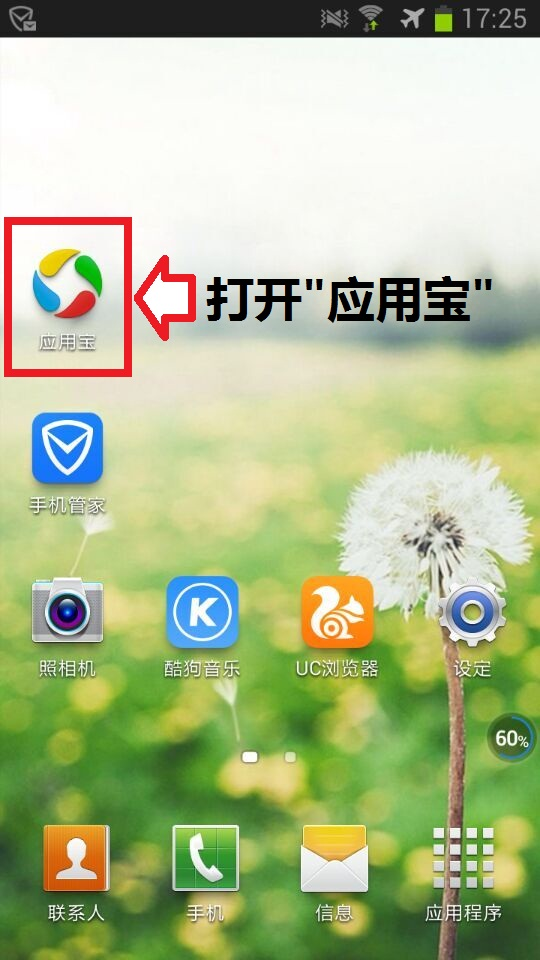 17:25
打开"应用宝"
应用宝
手机管家
照相机
酷狗音乐
UC浏览器
设定
60%
联系人
手机
信息
应用程序